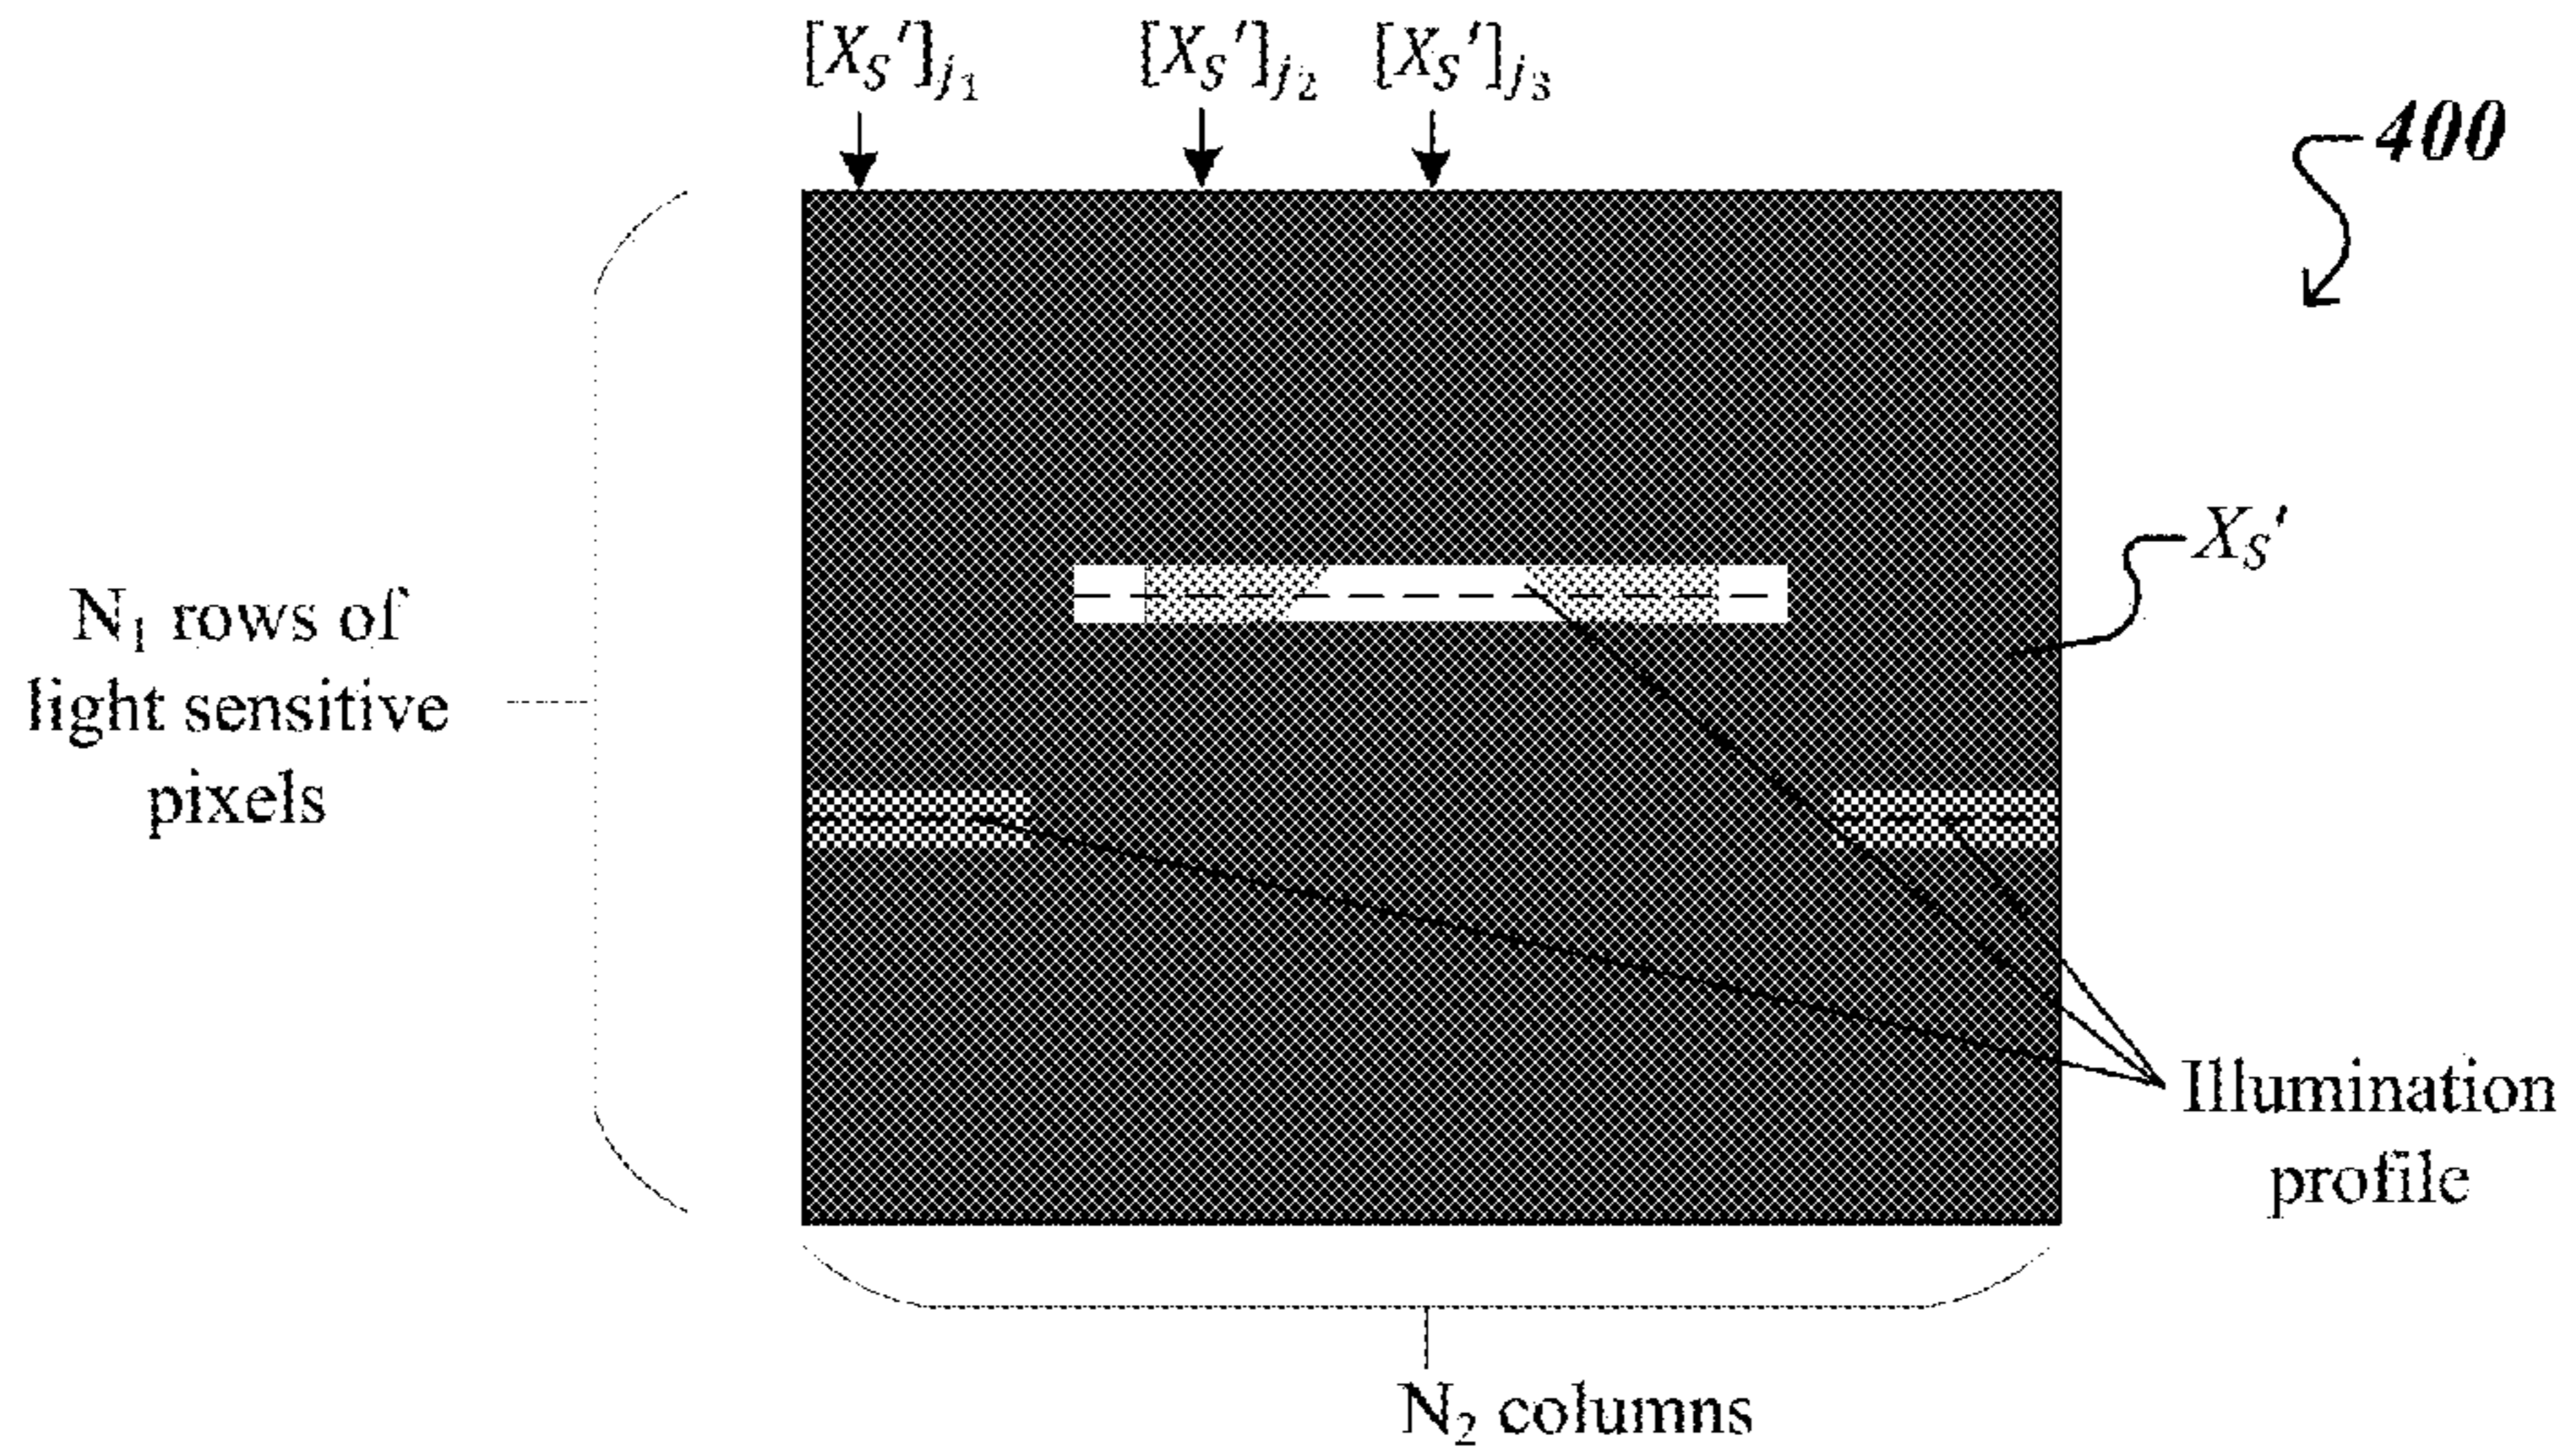 [X_S']_{j_1} [X_S']_{j_2} [X_S']_{j_3}
400
X_S'
N_1 rows of
light sensitive
pixels
Illumination
profile
N_2 columns